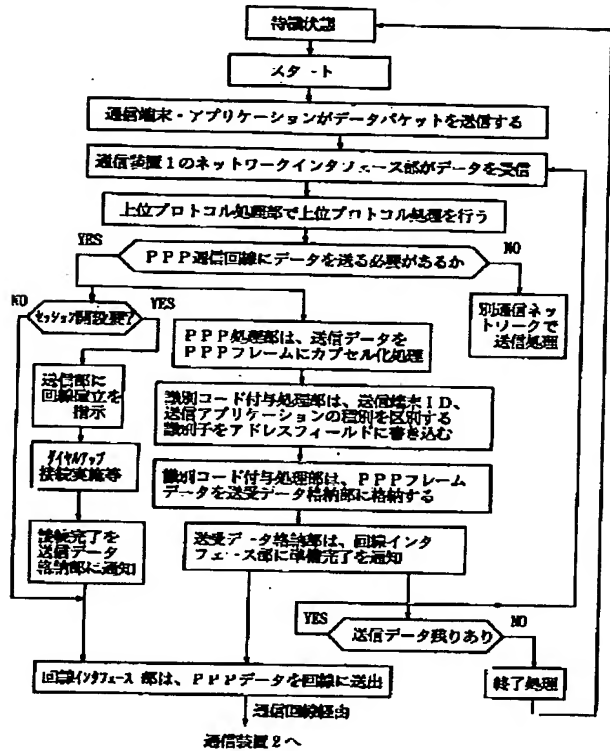 待機状態
スタート
通信端末・アプリケーションがデータパケットを送信する
通信装置1のネットワークインタフェース部がデータを受信
上位プロトコル処理部で上位プロトコル処理を行う
YES
PPP通信回線にデータを送る必要があるか
NO
NO
セッション開設要了
YES
別通信ネッ
トワークで
送信処理
PPP処理部は、送信データを
PPPフレームにカプセル化処理
送信部に
回線確立を
指示
識別コード付与処理部は、送信端末ID、
送信アプリケーションの種別を区別する
識別子をアドレスフィールドに書き込む
ダイヤルアップ
接続実施等
識別コード付与処理部は、PPPフレーム
データを送受データ格納部に格納する
接続完了を
送信データ
格納部に通知
送受データ格納部は、回線インタ
フェース部に準備完了を通知
YES
送信データ残りあり
NO
回線インタフェース部は、PPPデータを回線に送出
終了処理
通信回線経由
通信装置2へ